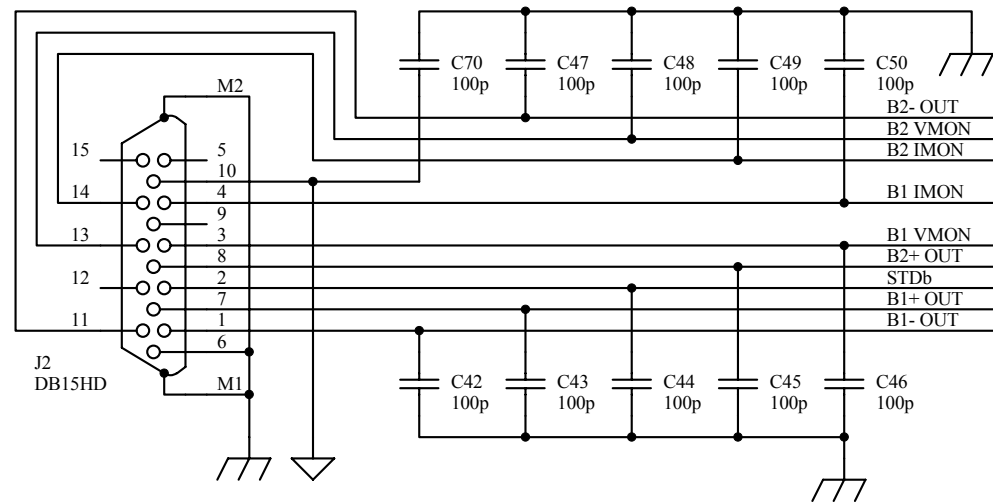 C70
100p
C47
100p
C48
100p
C49
100p
C50
100p
M2
B2- OUT
B2 VMON
B2 IMON
B1 IMON
B1 VMON
B2+ OUT
STDb
B1+ OUT
B1- OUT
15
14
13
12
11
5
10
4
9
3
8
2
7
1
6
M1
J2
DB15HD
C42
100p
C43
100p
C44
100p
C45
100p
C46
100p